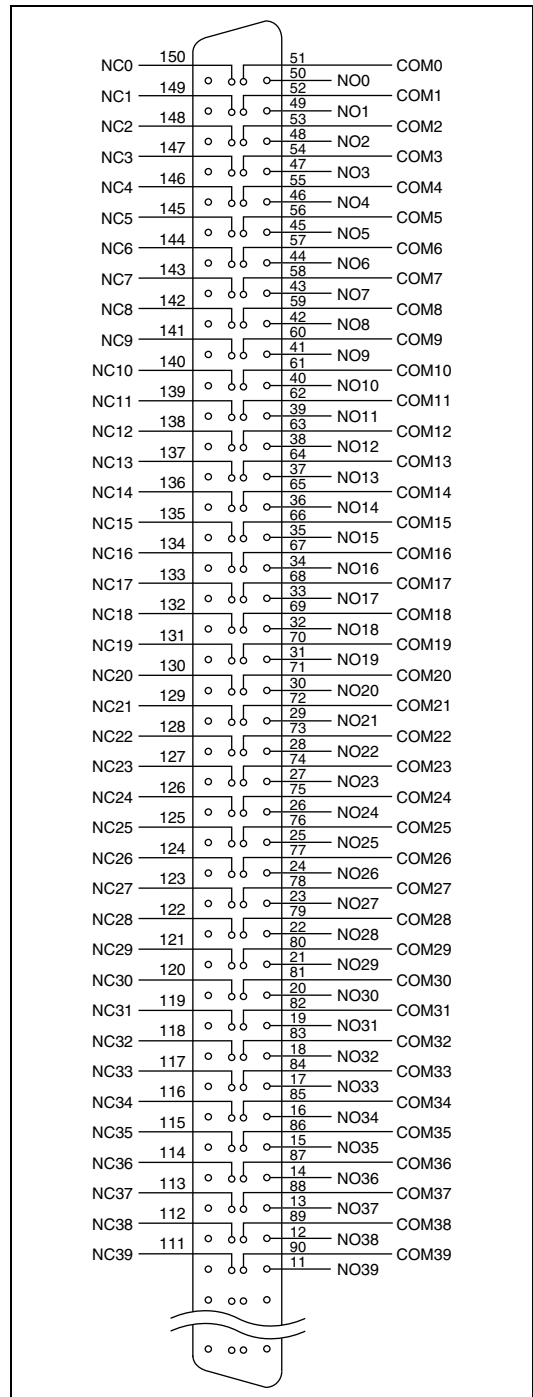 NC0 150 51 COM0
50 NO0
NC1 149 52 COM1
49 NO1
NC2 148 53 COM2
48 NO2
NC3 147 54 COM3
47 NO3
NC4 146 55 COM4
46 NO4
NC5 145 56 COM5
45 NO5
NC6 144 57 COM6
44 NO6
NC7 143 58 COM7
43 NO7
NC8 142 59 COM8
42 NO8
NC9 141 60 COM9
41 NO9
NC10 140 61 COM10
40 NO10
NC11 139 62 COM11
39 NO11
NC12 138 63 COM12
38 NO12
NC13 137 64 COM13
37 NO13
NC14 136 65 COM14
36 NO14
NC15 135 66 COM15
35 NO15
NC16 134 67 COM16
34 NO16
NC17 133 68 COM17
33 NO17
NC18 132 69 COM18
32 NO18
NC19 131 70 COM19
31 NO19
NC20 130 71 COM20
30 NO20
NC21 129 72 COM21
29 NO21
NC22 128 73 COM22
28 NO22
NC23 127 74 COM23
27 NO23
NC24 126 75 COM24
26 NO24
NC25 125 76 COM25
25 NO25
NC26 124 77 COM26
24 NO26
NC27 123 78 COM27
23 NO27
NC28 122 79 COM28
22 NO28
NC29 121 80 COM29
21 NO29
NC30 120 81 COM30
20 NO30
NC31 119 82 COM31
19 NO31
NC32 118 83 COM32
18 NO32
NC33 117 84 COM33
17 NO33
NC34 116 85 COM34
16 NO34
NC35 115 86 COM35
15 NO35
NC36 114 87 COM36
14 NO36
NC37 113 88 COM37
13 NO37
NC38 112 89 COM38
12 NO38
NC39 111 90 COM39
11 NO39